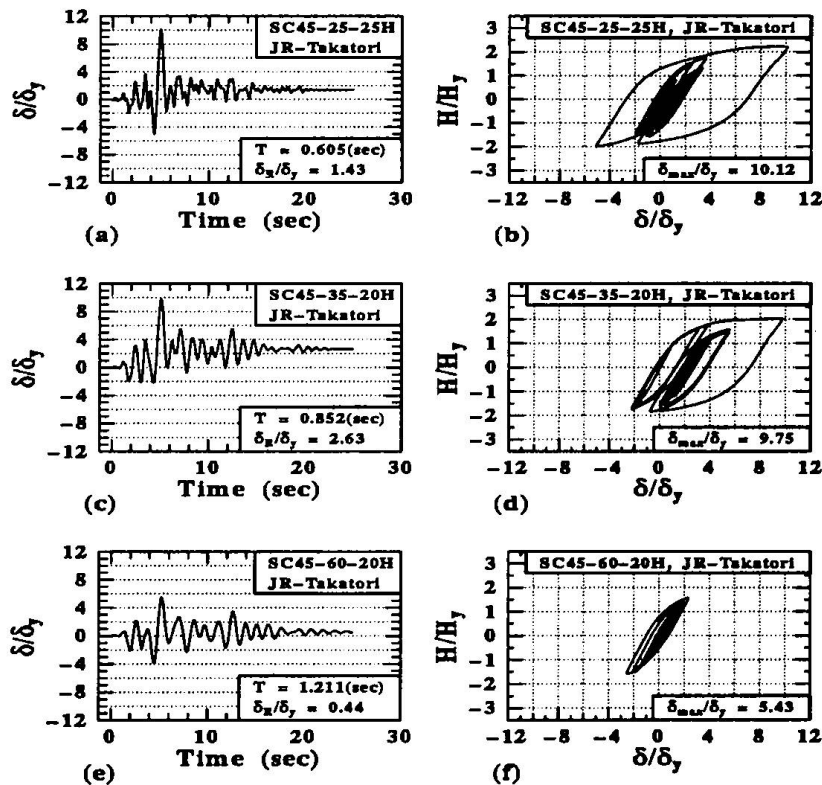 12
8
4
0
−4
−8
−12
δ/δy
SC45−25−25H
JR−Takatori
T = 0.605(sec)
δR/δy = 1.43
0 10 20 30
Time (sec)
(a)
3
2
1
0
−1
−2
−3
H/Hy
SC45−25−25H, JR−Takatori
δmax/δy = 10.12
−12 −8 −4 0 4 8 12
δ/δy
(b)
12
8
4
0
−4
−8
−12
δ/δy
SC45−35−20H
JR−Takatori
T = 0.852(sec)
δR/δy = 2.63
0 10 20 30
Time (sec)
(c)
3
2
1
0
−1
−2
−3
H/Hy
SC45−35−20H, JR−Takatori
δmax/δy = 9.75
−12 −8 −4 0 4 8 12
δ/δy
(d)
12
8
4
0
−4
−8
−12
δ/δy
SC45−60−20H
JR−Takatori
T = 1.211(sec)
δR/δy = 0.44
0 10 20 30
Time (sec)
(e)
3
2
1
0
−1
−2
−3
H/Hy
SC45−60−20H, JR−Takatori
δmax/δy = 5.43
−12 −8 −4 0 4 8 12
δ/δy
(f)